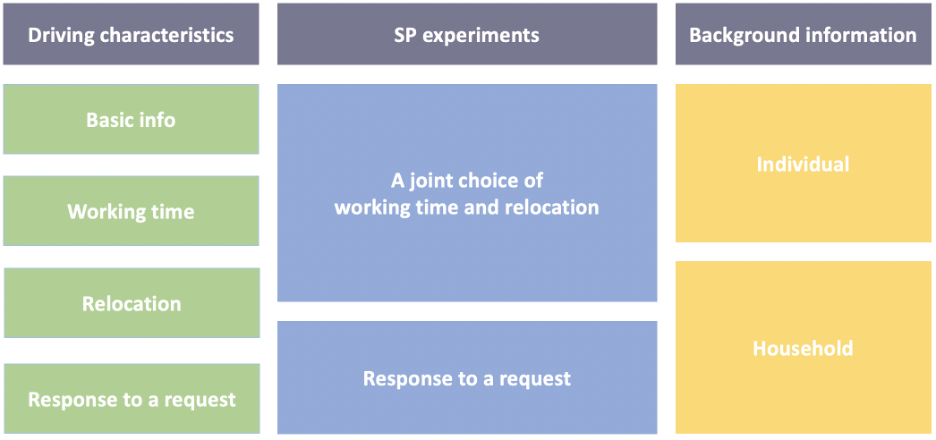 Driving characteristics
SP experiments
Background information
Basic info
Working time
Relocation
Response to a request
A joint choice of
working time and relocation
Response to a request
Individual
Household